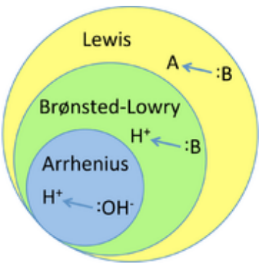 Lewis
A :B
Brønsted-Lowry
H⁺ :B
Arrhenius
H⁺ :OH⁻